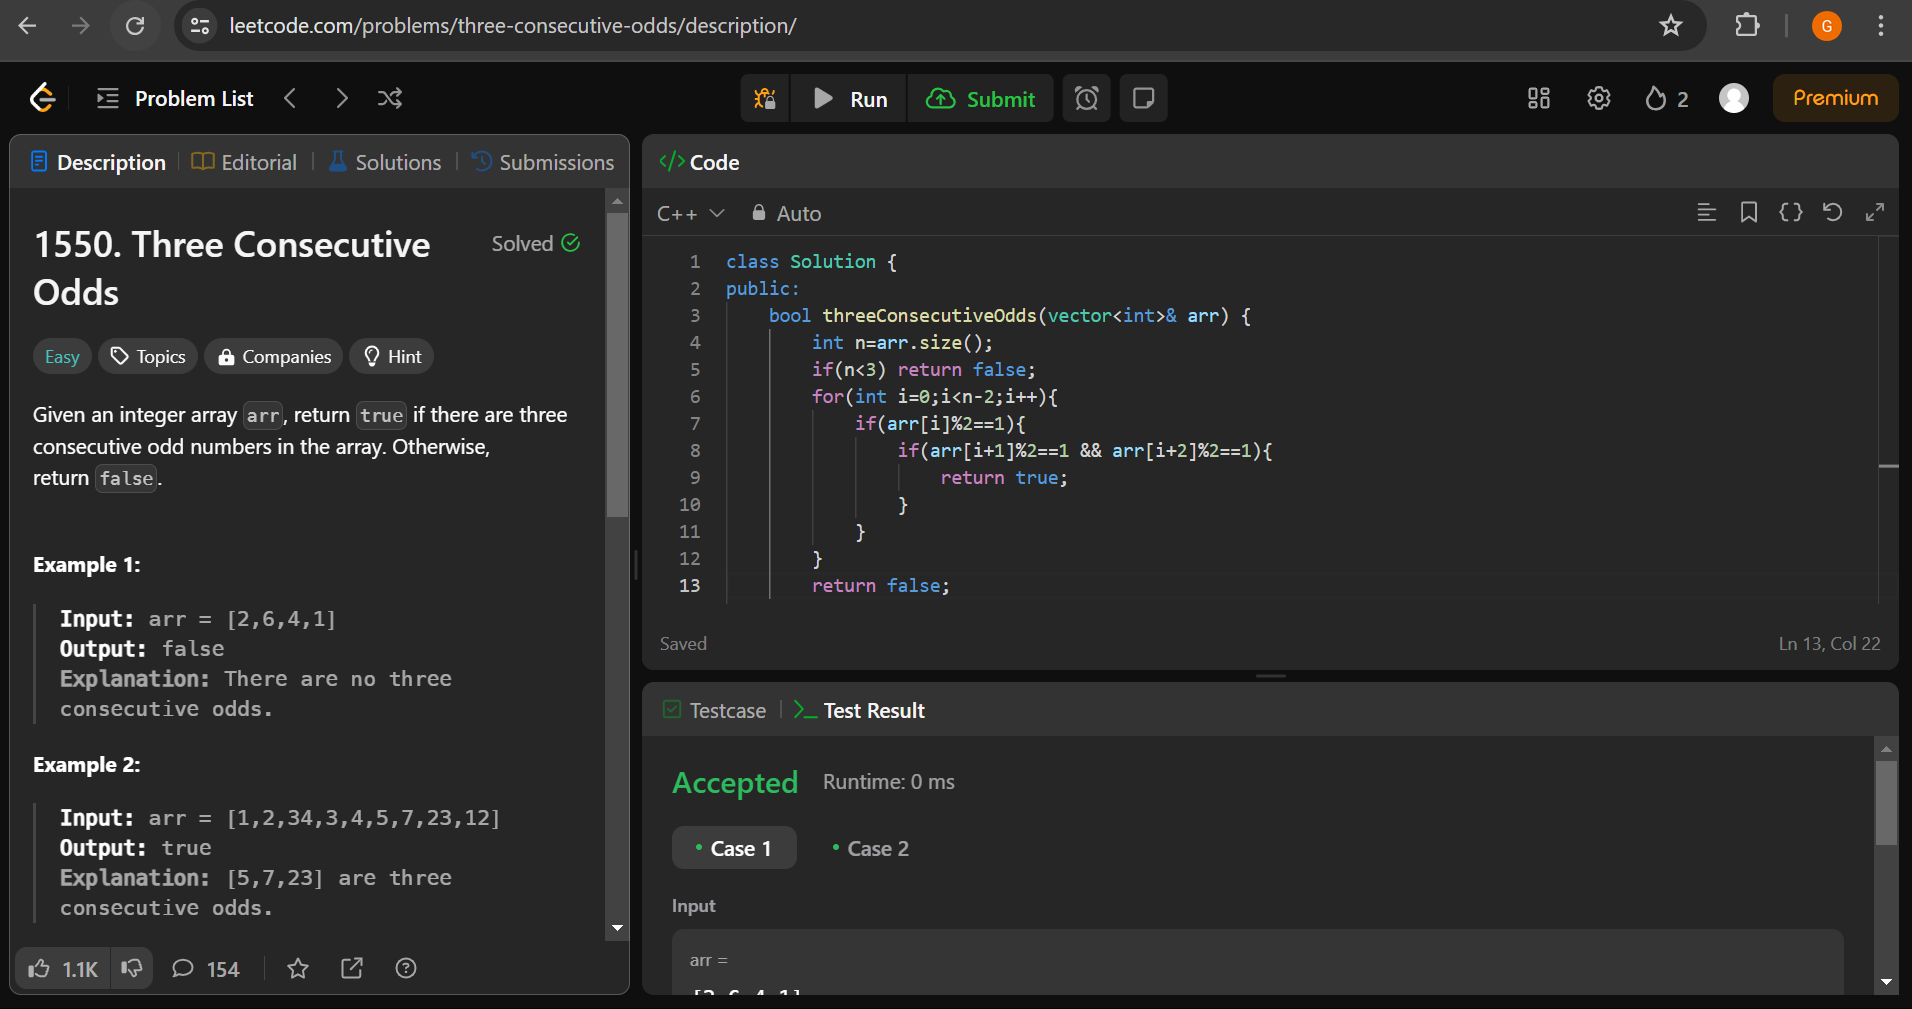 leetcode.com/problems/three-consecutive-odds/description/
G
Problem List
Run
Submit
2
Premium
Description
Editorial
Solutions
Submissions
1550. Three Consecutive
Odds
Solved
Easy
Topics
Companies
Hint
Given an integer array arr, return true if there are three
consecutive odd numbers in the array. Otherwise,
return false.
Example 1:
Input: arr = [2,6,4,1]
Output: false
Explanation: There are no three
consecutive odds.
Example 2:
Input: arr = [1,2,34,3,4,5,7,23,12]
Output: true
Explanation: [5,7,23] are three
consecutive odds.
1.1K
154
</> Code
C++
Auto
1 class Solution {
2 public:
3 bool threeConsecutiveOdds(vector<int>& arr) {
4 int n=arr.size();
5 if(n<3) return false;
6 for(int i=0;i<n-2;i++){
7 if(arr[i]%2==1){
8 if(arr[i+1]%2==1 && arr[i+2]%2==1){
9 return true;
10 }
11 }
12 }
13 return false;
Saved
Ln 13, Col 22
Testcase
Test Result
Accepted
Runtime: 0 ms
Case 1
Case 2
Input
arr =
[2,6,4,1]